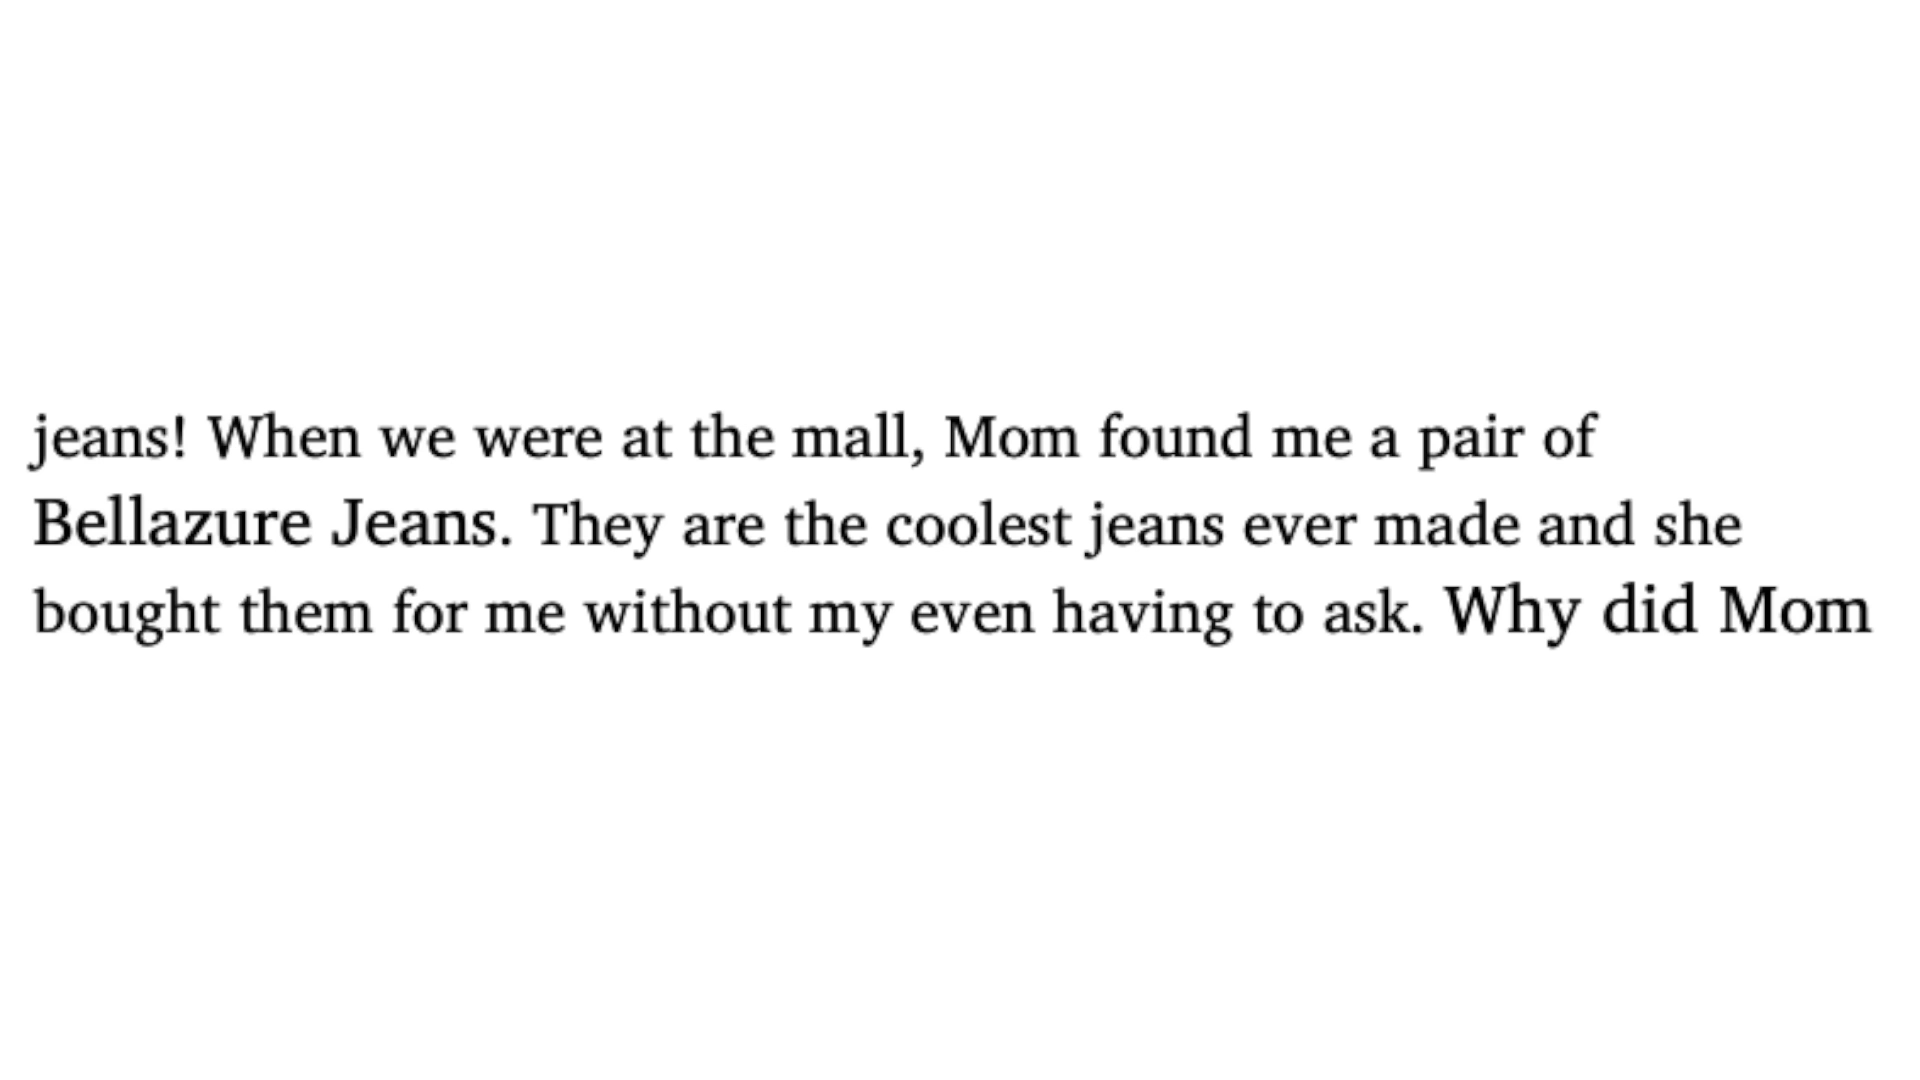 jeans! When we were at the mall, Mom found me a pair of
Bellazure Jeans. They are the coolest jeans ever made and she
bought them for me without my even having to ask. Why did Mom